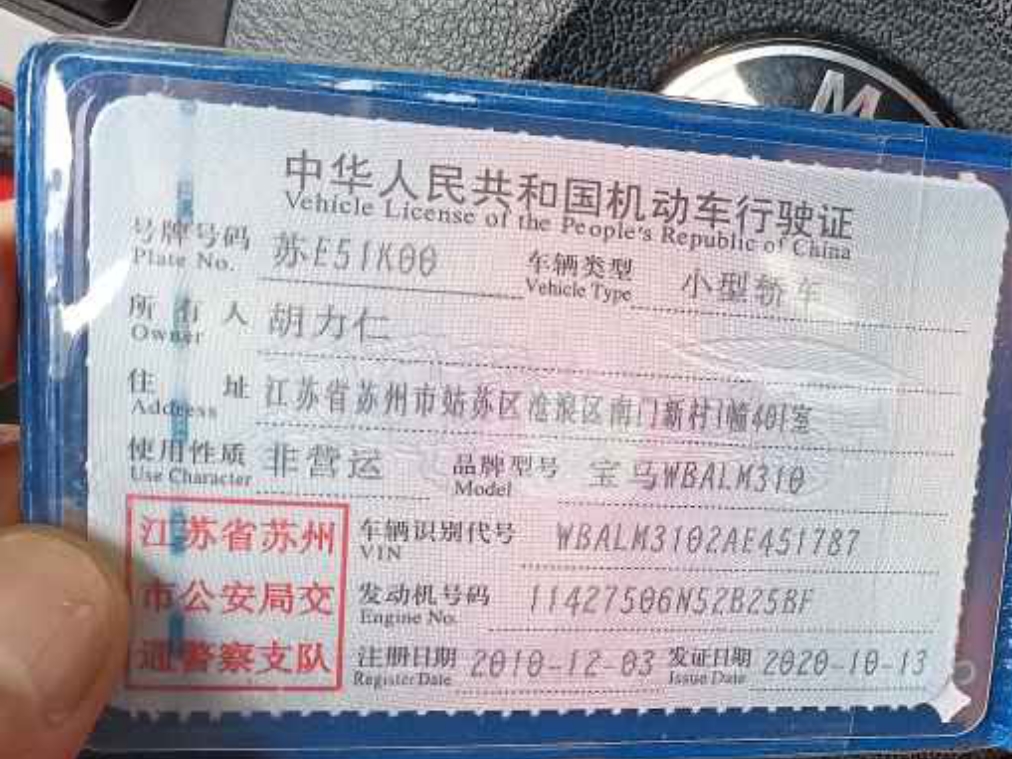 M
中华人民共和国机动车行驶证
Vehicle License of the People's Republic of China
号牌号码 苏E51K00 车辆类型 小型轿车
Plate No. Vehicle Type
所有人 胡力仁
Owner
住址 江苏省苏州市姑苏区沧浪区南门新村1幢401室
Address
使用性质 非营运 品牌型号 宝马WBALM310
Use Character Model
江苏省苏州 车辆识别代号 WBALM3102AE451787
VIN
市公安局交 发动机号码 11427506N52B25BF
Engine No.
通警察支队 注册日期 2010-12-03 发证日期 2020-10-13
Register Date Issue Date